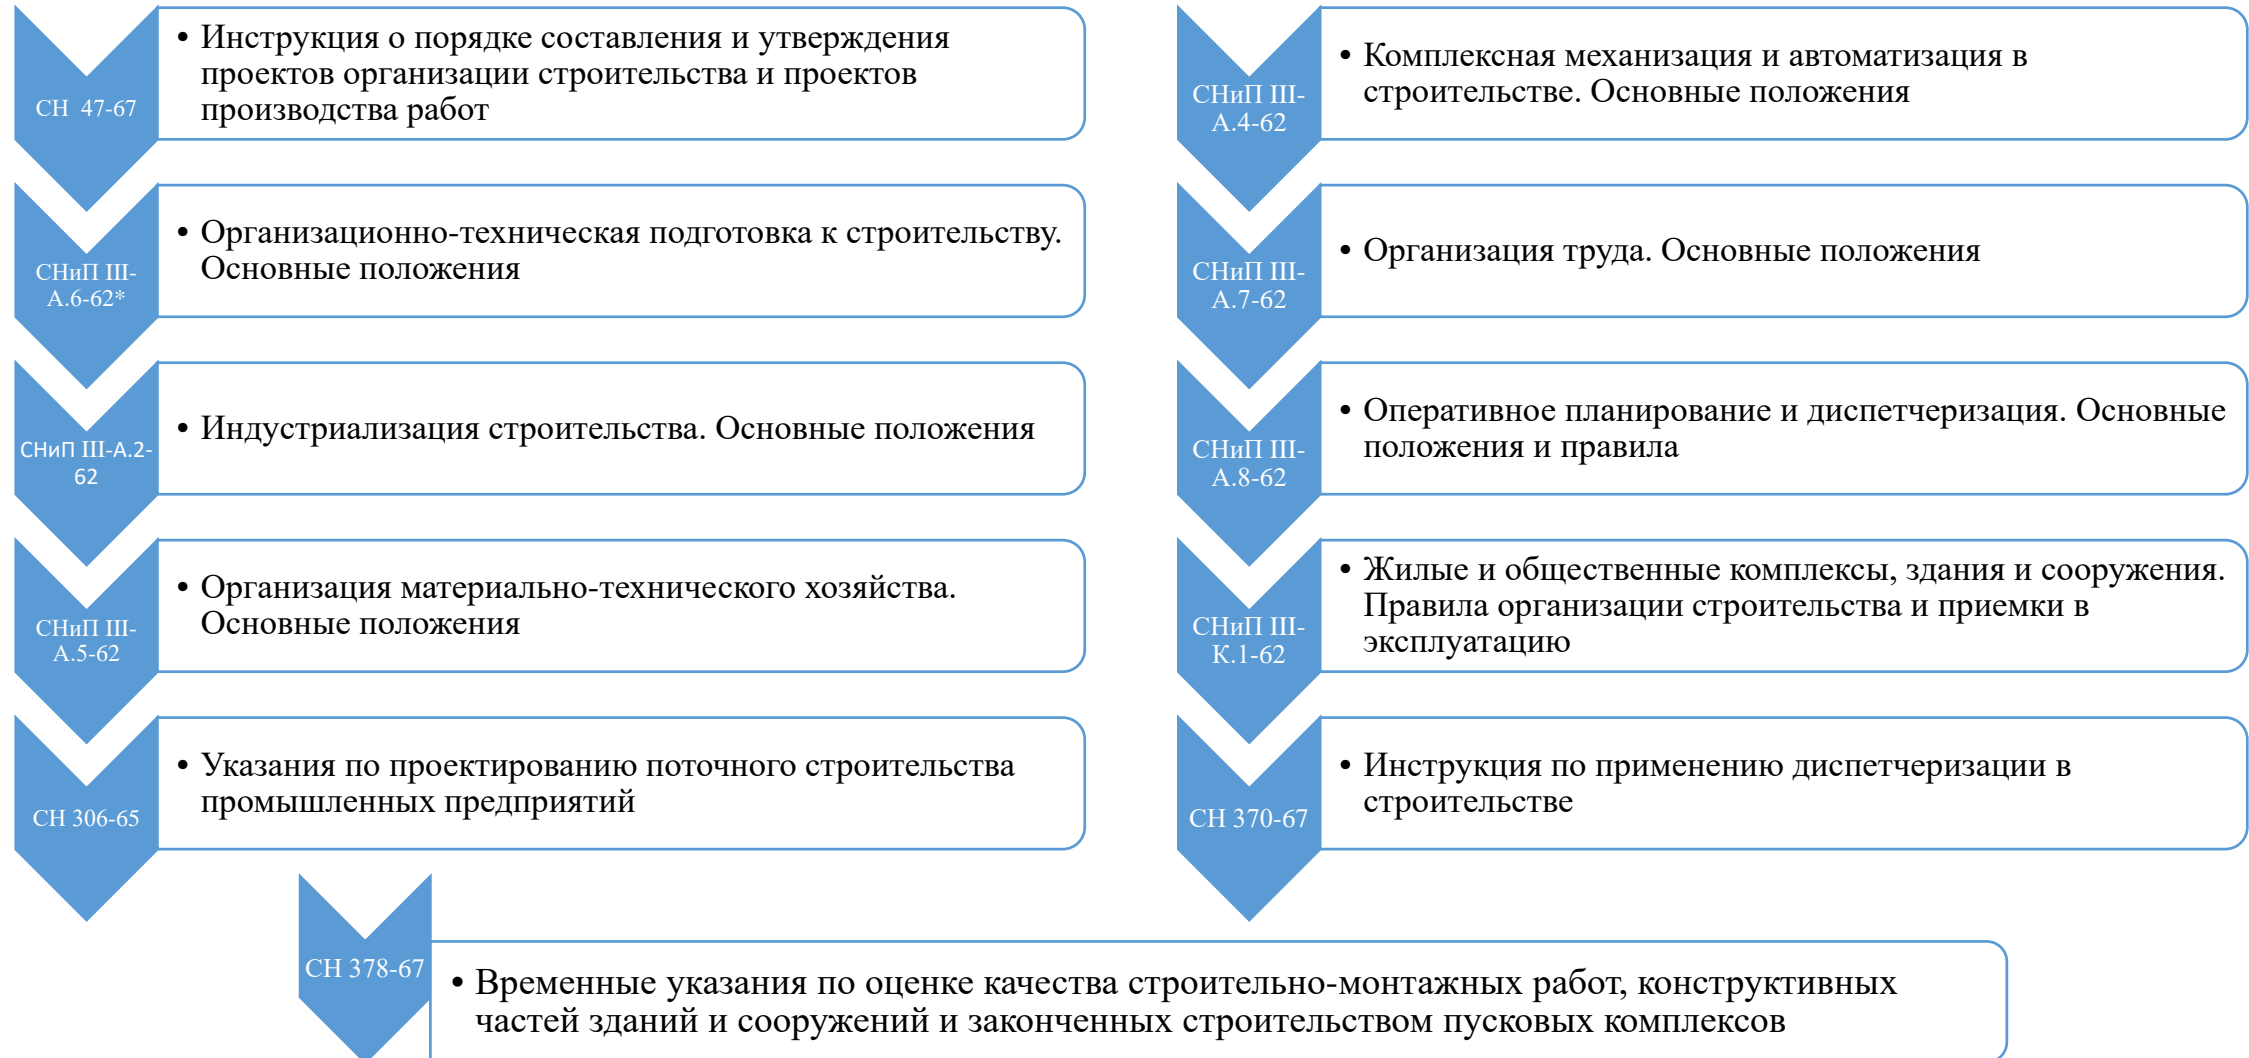 СН 47-67
• Инструкция о порядке составления и утверждения
проектов организации строительства и проектов
производства работ
СНиП III-
А.6-62*
• Организационно-техническая подготовка к строительству.
Основные положения
СНиП III-А.2-
62
• Индустриализация строительства. Основные положения
СНиП III-
А.5-62
• Организация материально-технического хозяйства.
Основные положения
СН 306-65
• Указания по проектированию поточного строительства
промышленных предприятий
СНиП III-
А.4-62
• Комплексная механизация и автоматизация в
строительстве. Основные положения
СНиП III-
А.7-62
• Организация труда. Основные положения
СНиП III-
А.8-62
• Оперативное планирование и диспетчеризация. Основные
положения и правила
СНиП III-
К.1-62
• Жилые и общественные комплексы, здания и сооружения.
Правила организации строительства и приемки в
эксплуатацию
СН 370-67
• Инструкция по применению диспетчеризации в
строительстве
СН 378-67
• Временные указания по оценке качества строительно-монтажных работ, конструктивных
частей зданий и сооружений и законченных строительством пусковых комплексов